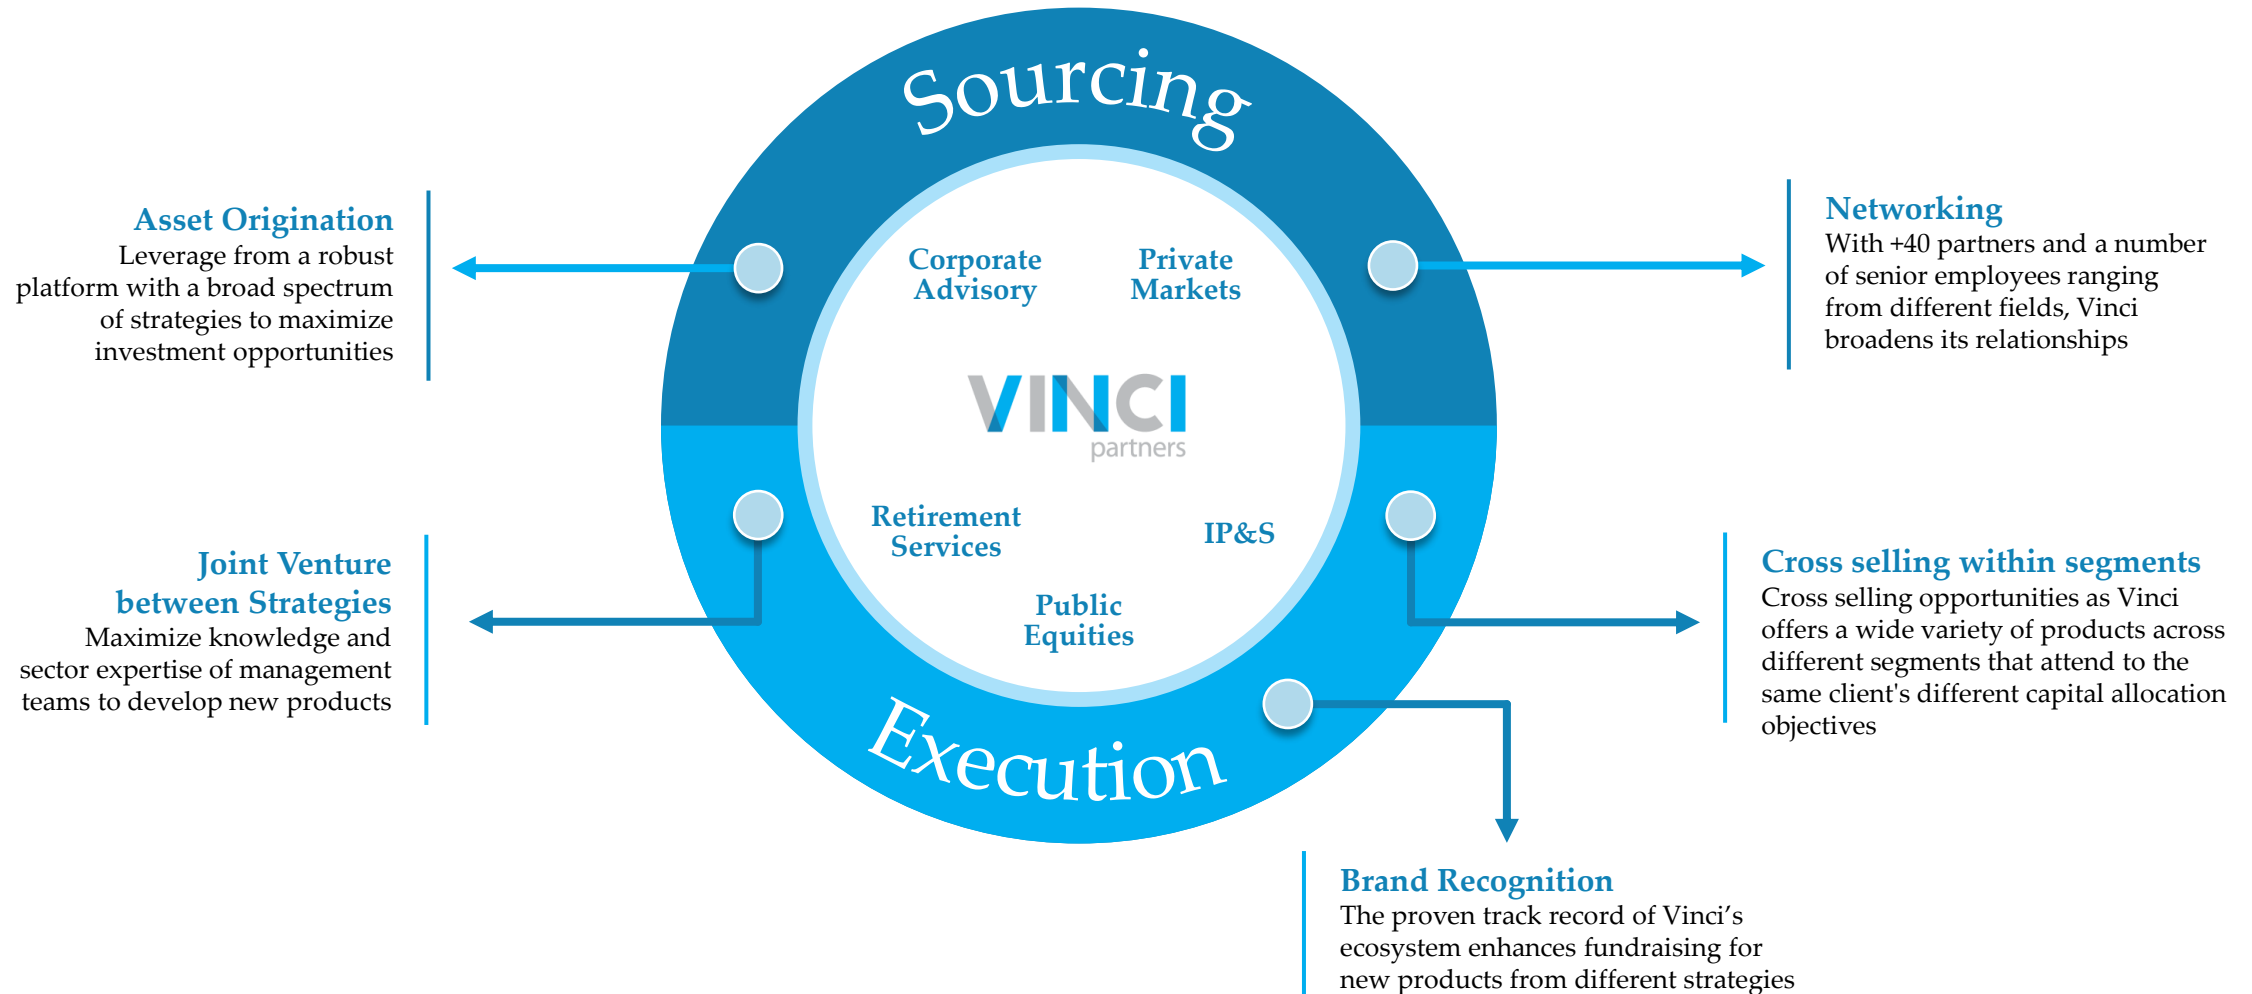 Sourcing
Asset Origination
Leverage from a robust
platform with a broad spectrum
of strategies to maximize
investment opportunities
Networking
With +40 partners and a number
of senior employees ranging
from different fields, Vinci
broadens its relationships
Corporate
Advisory
Private
Markets
VINCI
partners
Retirement
Services
IP&S
Public
Equities
Joint Venture
between Strategies
Maximize knowledge and
sector expertise of management
teams to develop new products
Cross selling within segments
Cross selling opportunities as Vinci
offers a wide variety of products across
different segments that attend to the
same client's different capital allocation
objectives
Execution
Brand Recognition
The proven track record of Vinci’s
ecosystem enhances fundraising for
new products from different strategies